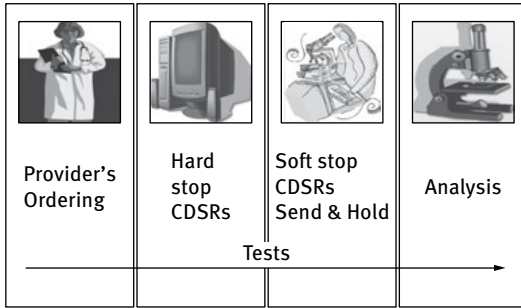 Provider's
Ordering
Hard
stop
CDSRs
Soft stop
CDSRs
Send & Hold
Analysis
Tests